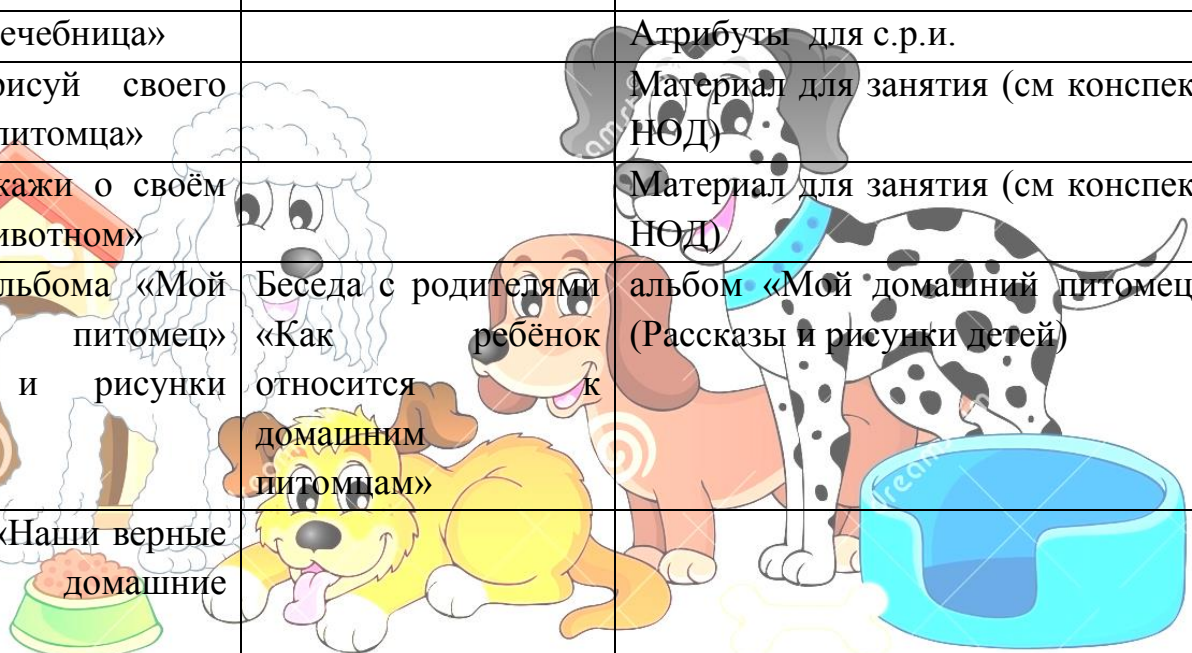 ечебница»
Атрибуты для с.р.и.
рисуй своего
питомца»
Материал для занятия (см конспек
НОД)
кажи о своём
ивотном»
Материал для занятия (см конспек
НОД)
льбома «Мой
питомец»
и рисунки
Беседа с родителями
«Как ребёнок
относится к
домашним
питомцам»
альбом «Мой домашний питомец
(Рассказы и рисунки детей)
«Наши верные
домашние